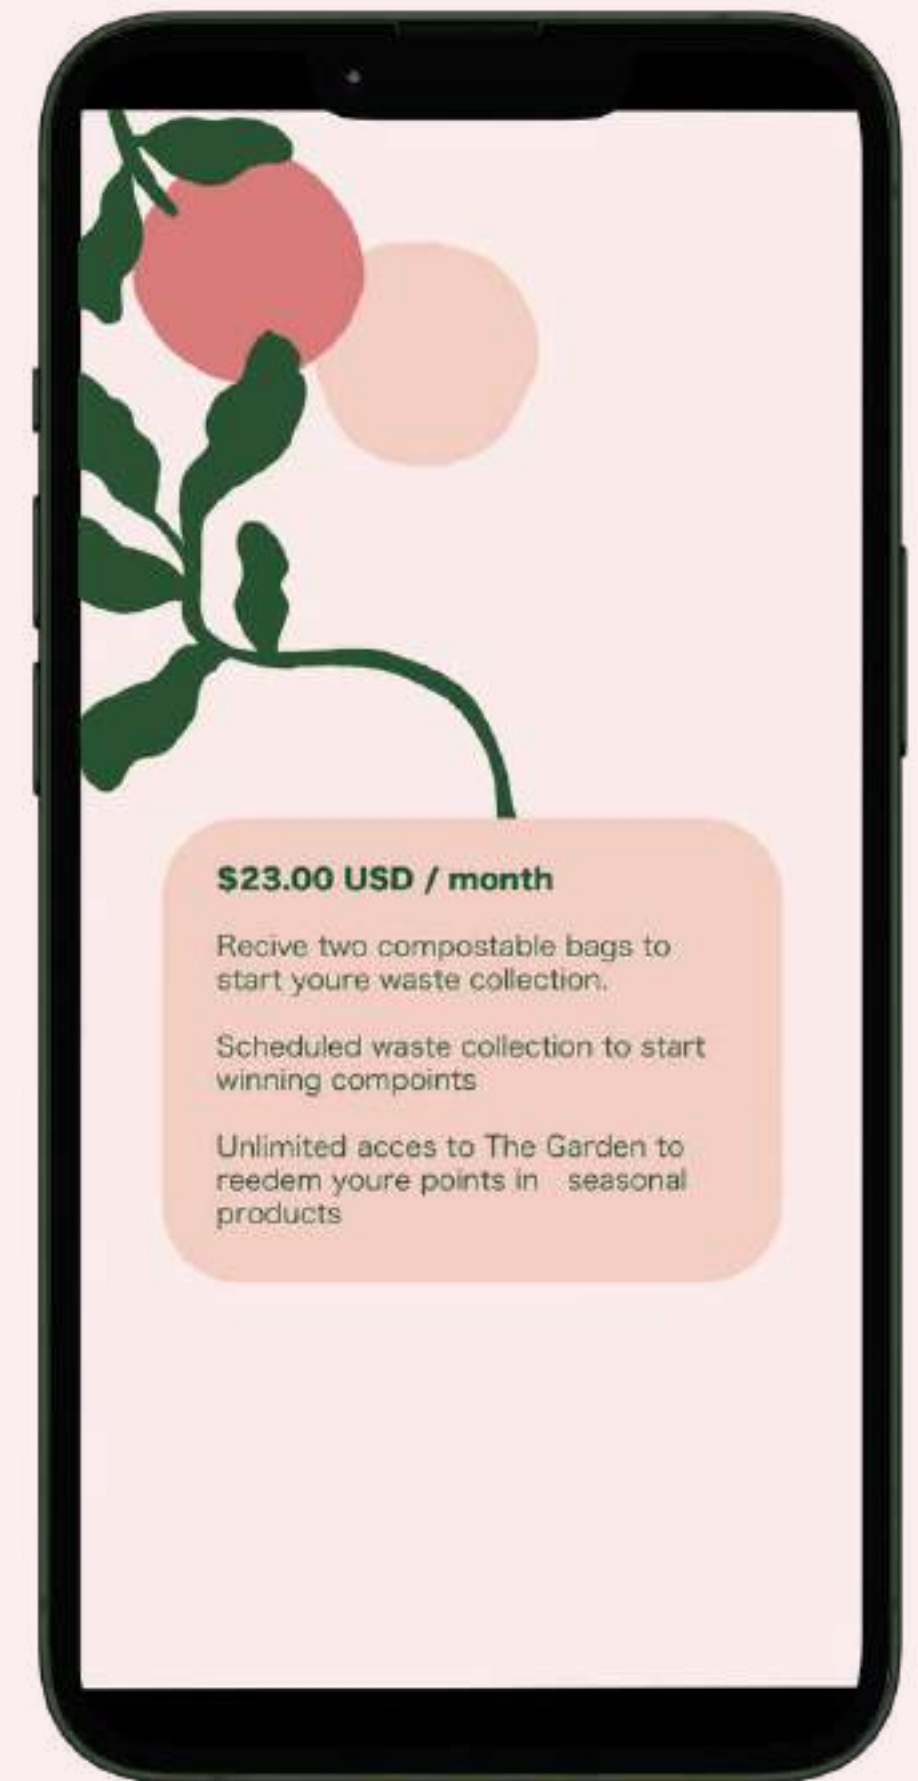 $23.00 USD / month
Recive two compostable bags to
start youre waste collection.
Scheduled waste collection to start
winning compoints
Unlimited acces to The Garden to
reedem youre points in seasonal
products